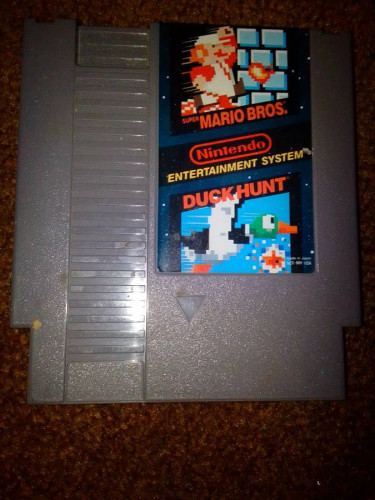 SUPER MARIO BROS.
Nintendo
ENTERTAINMENT SYSTEM
DUCK HUNT